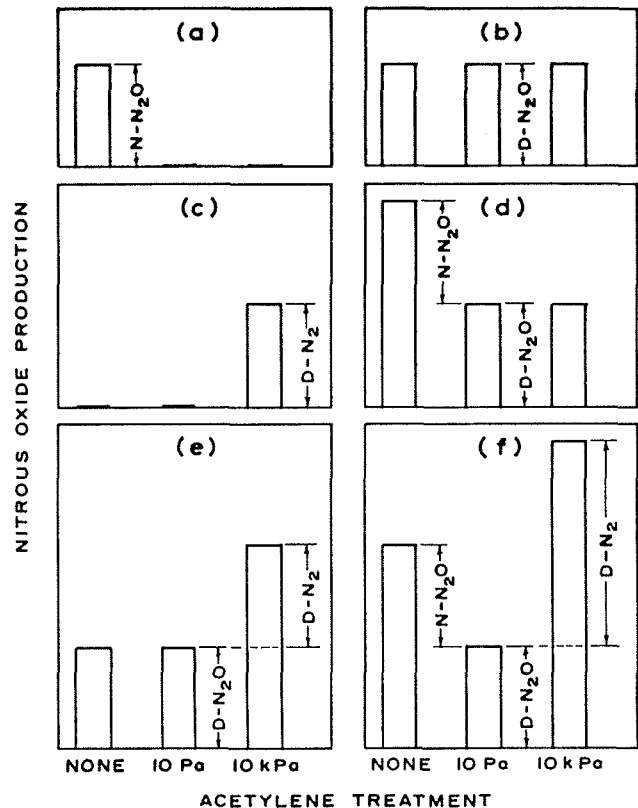 NITROUS OXIDE PRODUCTION
(a)
N-N₂O
(b)
D-N₂O
(c)
D-N₂
(d)
N-N₂O
D-N₂O
(e)
D-N₂O
D-N₂
(f)
N-N₂O
D-N₂O
D-N₂
NONE 10 Pa 10 kPa
NONE 10 Pa 10 kPa
ACETYLENE TREATMENT